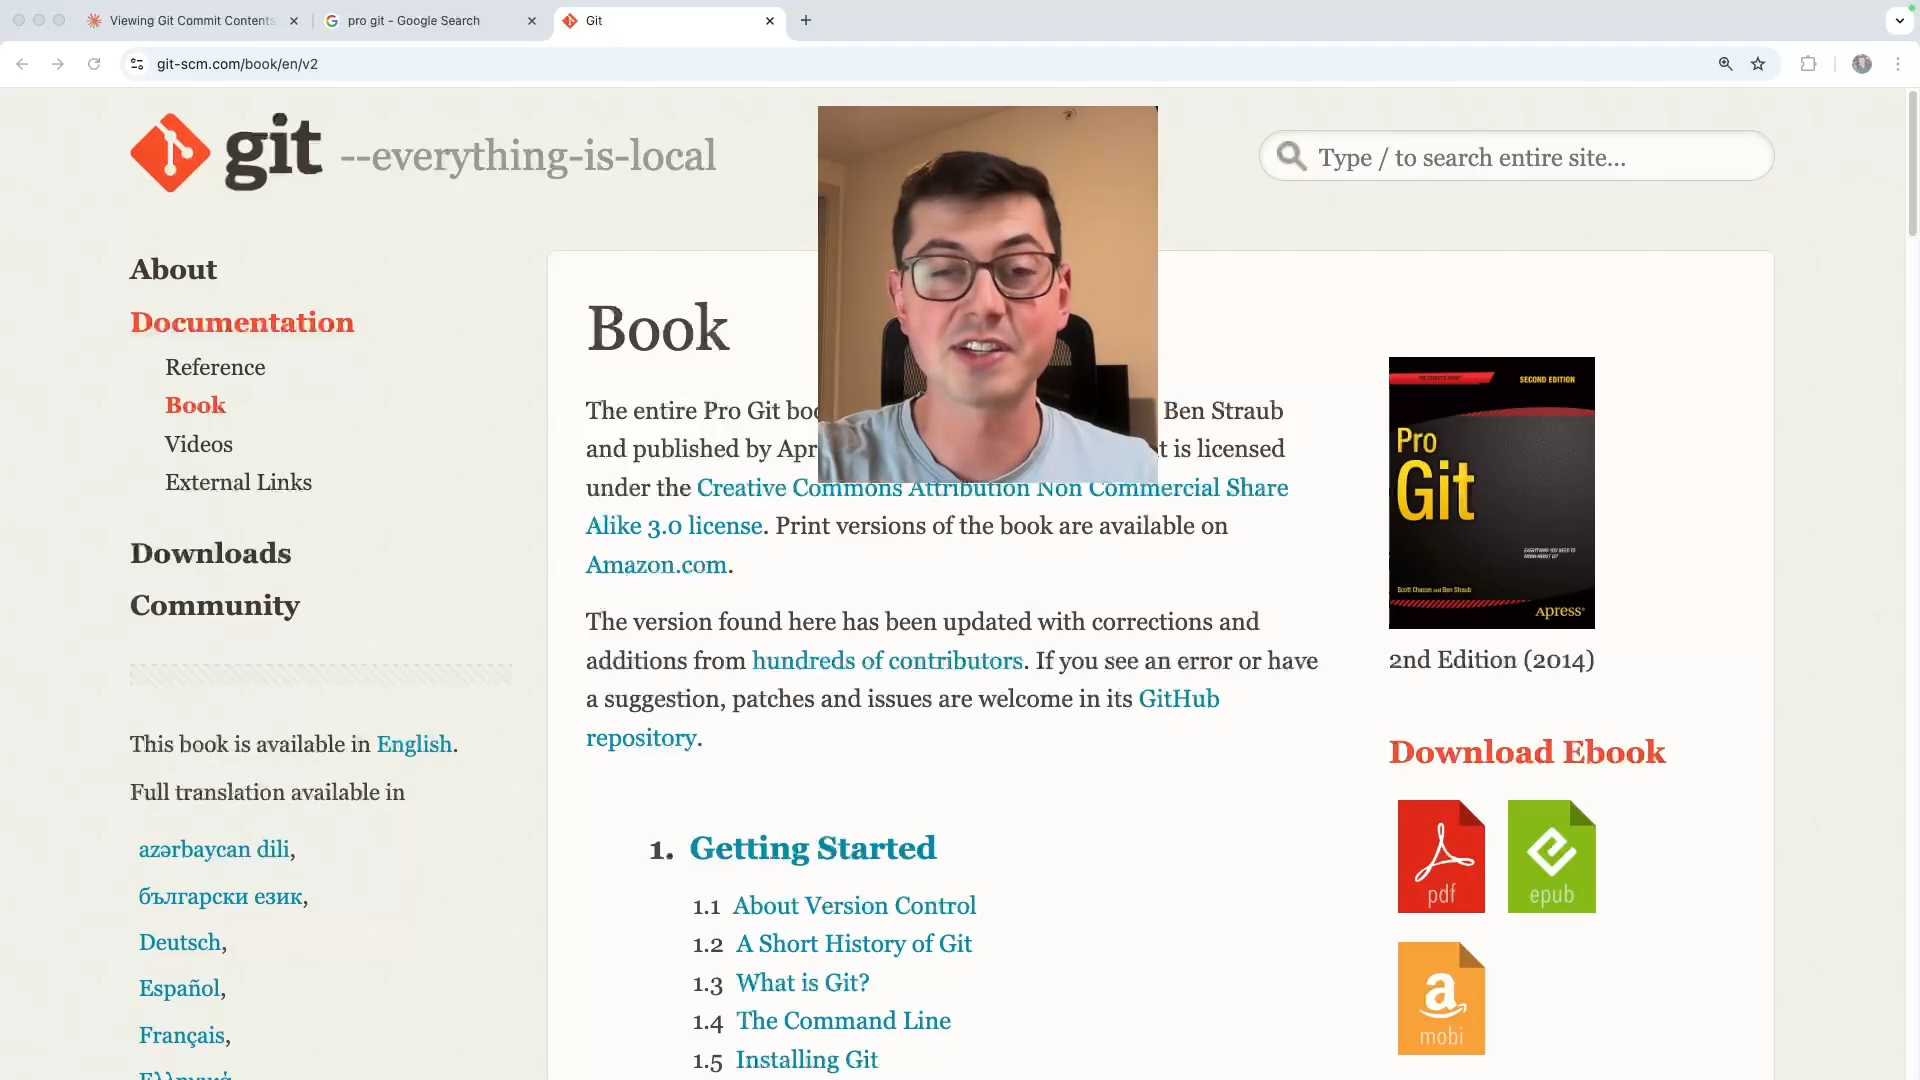 Viewing Git Commit Contents
pro git - Google Search
Git
git-scm.com/book/en/v2
git --everything-is-local
Type / to search entire site...
About
Documentation
Reference
Book
Videos
External Links
Downloads
Community
This book is available in English.
Full translation available in
azərbaycan dili,
български език,
Deutsch,
Español,
Français,
Book
The entire Pro Git Ben Straub
and published by t is licensed
under the Creative Commons Attribution Non Commercial Share
Alike 3.0 license. Print versions of the book are available on
Amazon.com.
The version found here has been updated with corrections and
additions from hundreds of contributors. If you see an error or have
a suggestion, patches and issues are welcome in its GitHub
repository.
1. Getting Started
1.1 About Version Control
1.2 A Short History of Git
1.3 What is Git?
1.4 The Command Line
1.5 Installing Git
SECOND EDITION
Pro
Git
EVERYTHING YOU NEED TO
KNOW ABOUT GIT
Scott Chacon and Ben Straub
Apress
2nd Edition (2014)
Download Ebook
pdf
epub
a
mobi